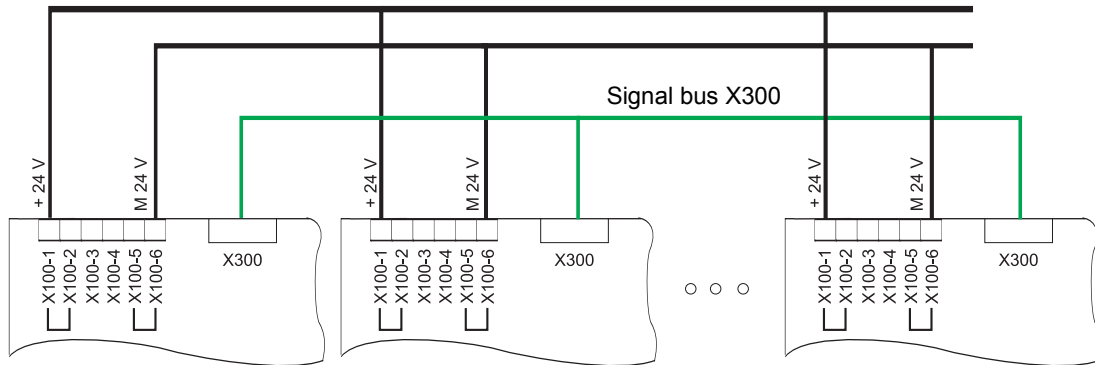 Signal bus X300
+ 24 V
M 24 V
+ 24 V
M 24 V
+ 24 V
M 24 V
X100-1
X100-2
X100-3
X100-4
X100-5
X100-6
X300
X100-1
X100-2
X100-3
X100-4
X100-5
X100-6
X300
X100-1
X100-2
X100-3
X100-4
X100-5
X100-6
X300